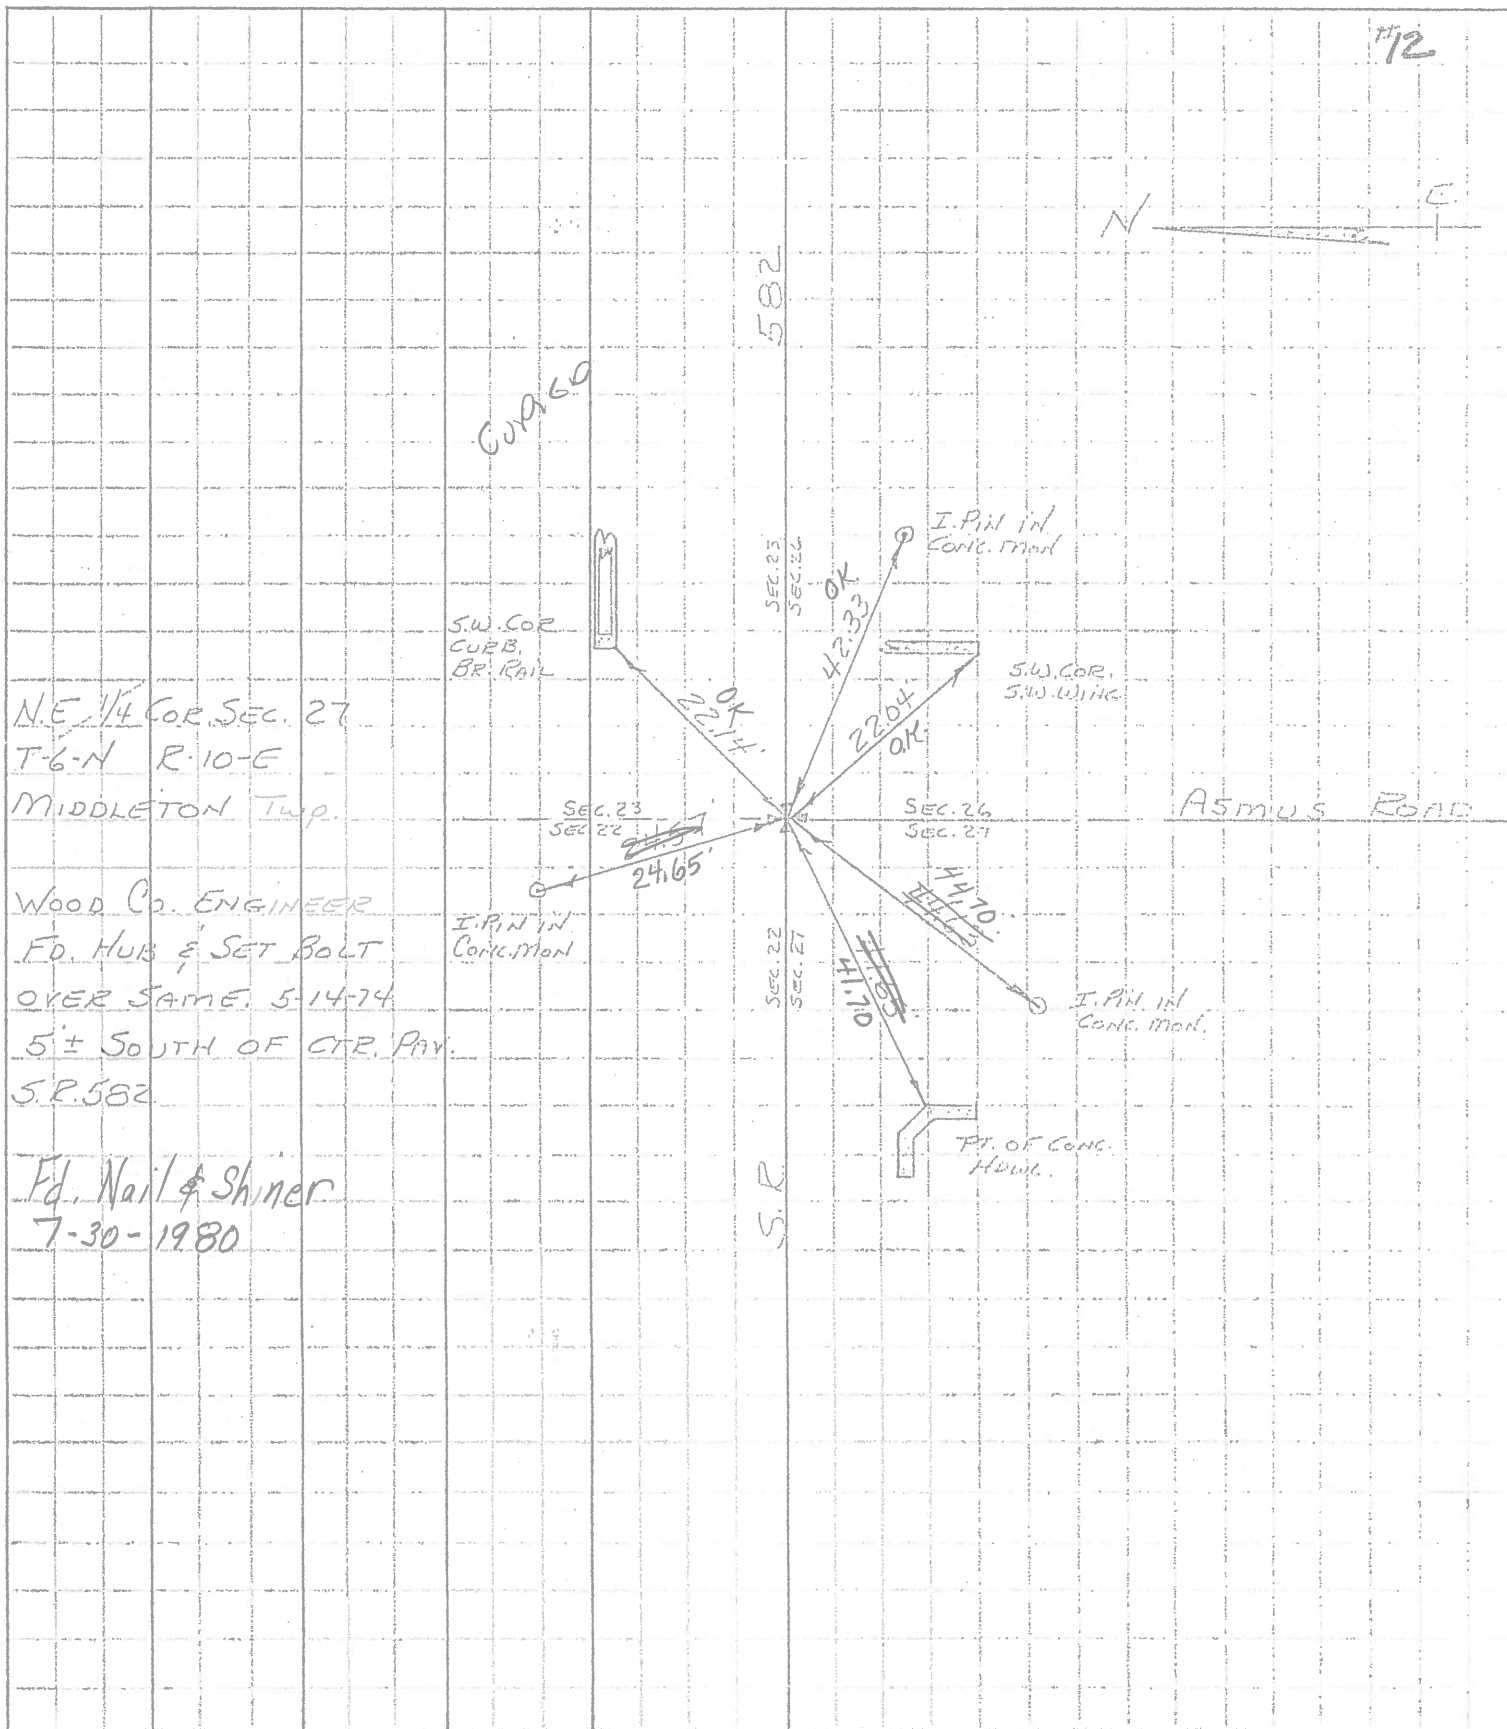 #12
N
E
582
I. PIN IN
CONC. MON
SEC. 23
SEC. 26
OK
42.33
S.W. COR
CURB,
BR. RAIL
OK
22.14'
22.04'
O.K.
S.W. COR.
S.W. WING
N.E. 1/4 COR. SEC. 27
T-6-N R-10-E
MIDDLETON TWP.
SEC. 23
SEC. 22
24.65'
SEC. 26
SEC. 27
ASMUS ROAD
44.70
I. PIN IN
CONC. MON
SEC. 22
SEC. 27
41.70
I. PIN IN
CONC. MON.
WOOD CO. ENGINEER
FD. HUB & SET BOLT
OVER SAME. 5-14-74
5'± SOUTH OF CTR. PAV.
S.R. 582
PT. OF CONC.
HDWL.
S. R.
Fd. Nail & Shiner
7-30-1980